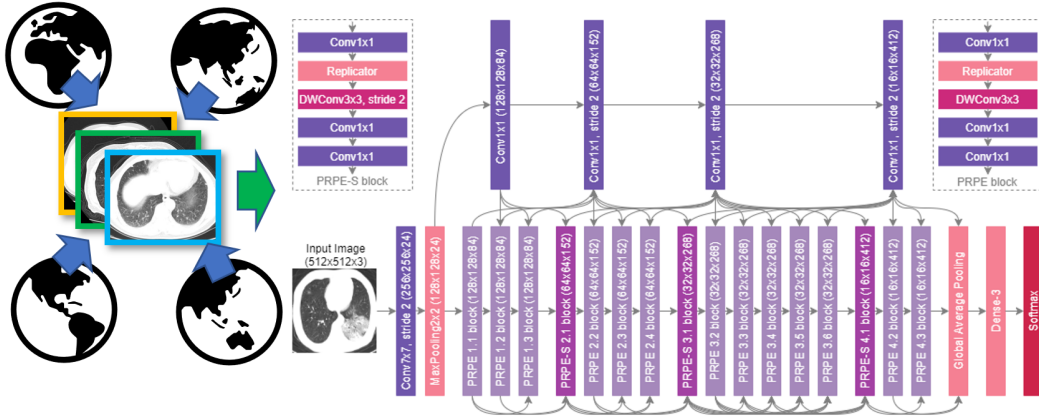 Conv1x1
Replicator
DWConv3x3, stride 2
Conv1x1
Conv1x1
PRPE-S block
Conv1x1 (128x128x84)
Conv1x1, stride 2 (64x64x152)
Conv1x1, stride 2 (32x32x268)
Conv1x1, stride 2 (16x16x412)
Conv1x1
Replicator
DWConv3x3
Conv1x1
Conv1x1
PRPE block
Input Image
(512x512x3)
Conv7x7, stride 2 (256x256x24)
MaxPooling2x2 (128x128x24)
PRPE 1.1 block (128x128x84)
PRPE 1.2 block (128x128x84)
PRPE 1.3 block (128x128x84)
PRPE-S 2.1 block (64x64x152)
PRPE 2.2 block (64x64x152)
PRPE 2.3 block (64x64x152)
PRPE 2.4 block (64x64x152)
PRPE-S 3.1 block (32x32x268)
PRPE 3.2 block (32x32x268)
PRPE 3.3 block (32x32x268)
PRPE 3.4 block (32x32x268)
PRPE 3.5 block (32x32x268)
PRPE 3.6 block (32x32x268)
PRPE-S 4.1 block (16x16x412)
PRPE 4.2 block (16x16x412)
PRPE 4.3 block (16x16x412)
Global Average Pooling
Dense-3
Softmax